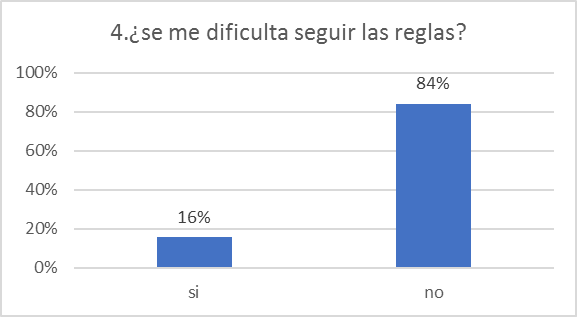 4.¿se me dificulta seguir las reglas?
100%
84%
80%
60%
40%
16%
20%
0%
si
no